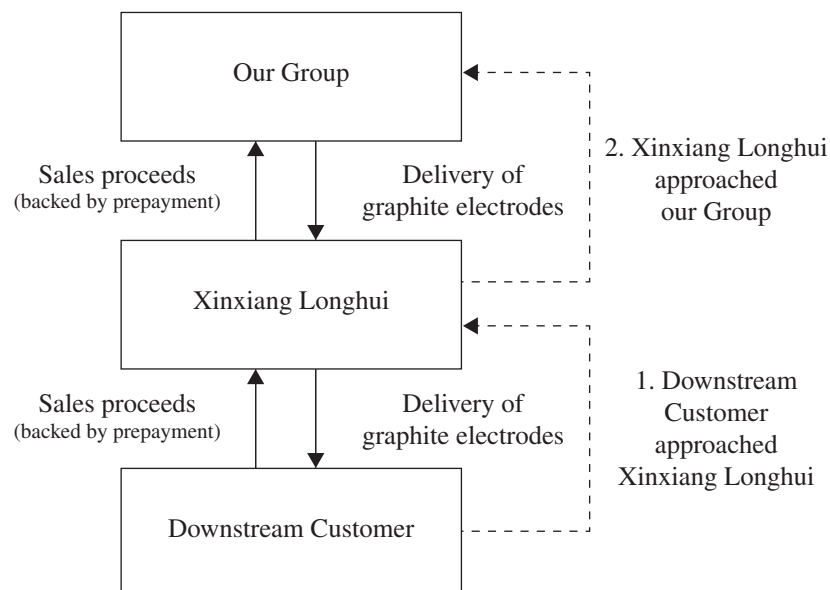 Our Group
Sales proceeds
(backed by prepayment)
Delivery of
graphite electrodes
2. Xinxiang Longhui
approached
our Group
Xinxiang Longhui
Sales proceeds
(backed by prepayment)
Delivery of
graphite electrodes
1. Downstream
Customer
approached
Xinxiang Longhui
Downstream Customer